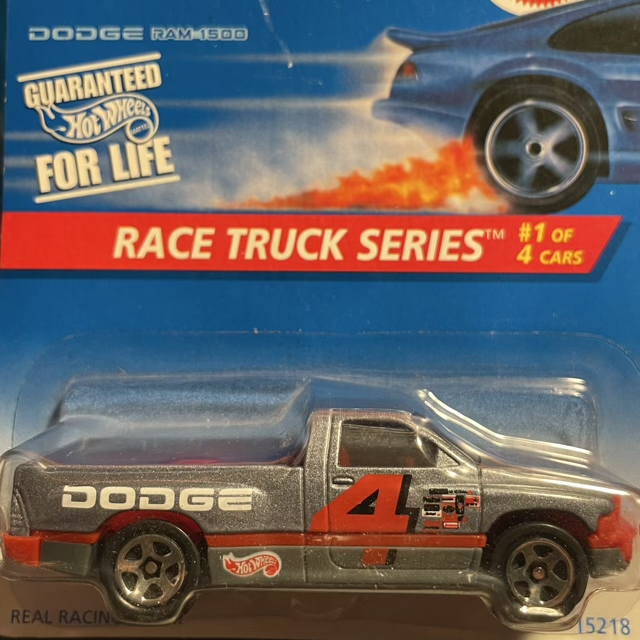 DODGE RAM 1500
GUARANTEED
Hot Wheels
FOR LIFE
RACE TRUCK SERIES™
#1 OF
4 CARS
DODGE
4
Hot Wheels
REAL RACIN
15218